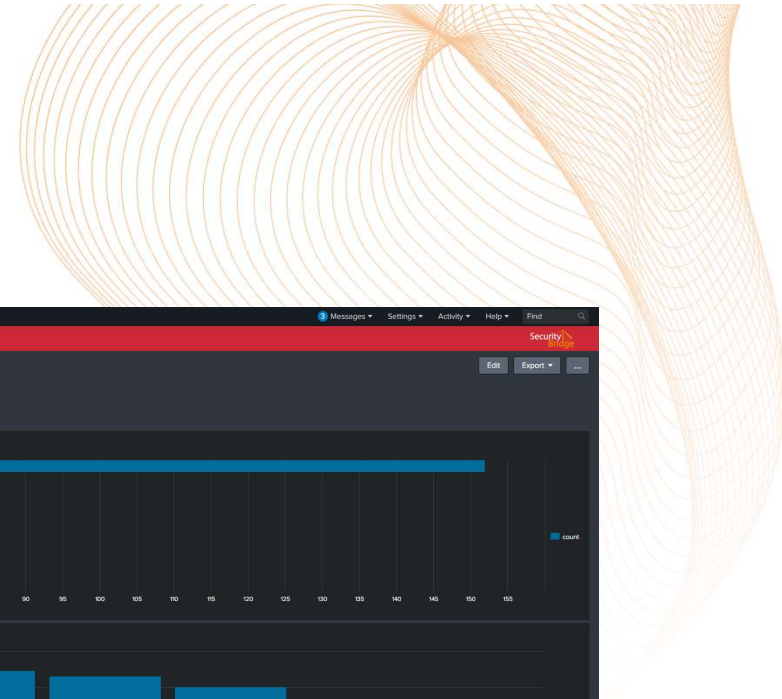 3 Messages Settings Activity Help Find
Security
Bridge
Edit Export ...
count
90 95 100 105 110 115 120 125 130 135 140 145 150 155